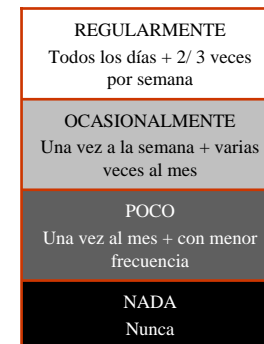 REGULARMENTE
Todos los días + 2/ 3 veces
por semana
OCASIONALMENTE
Una vez a la semana + varias
veces al mes
POCO
Una vez al mes + con menor
frecuencia
NADA
Nunca